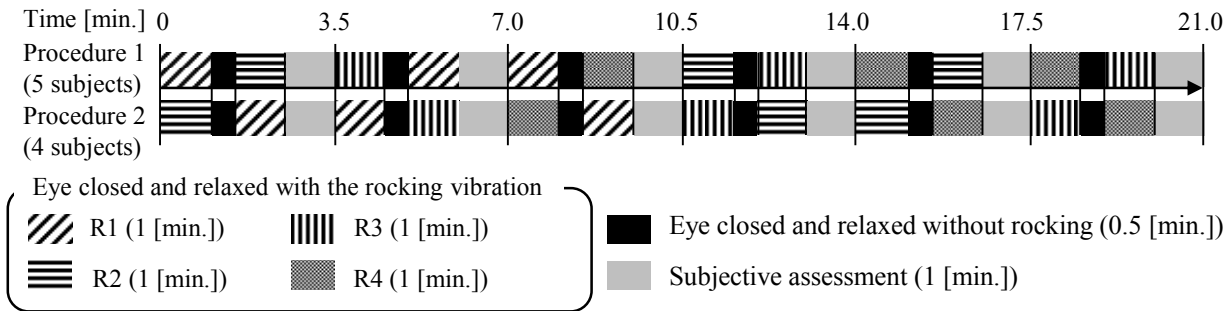 Time [min.] 0 3.5 7.0 10.5 14.0 17.5 21.0
Procedure 1
(5 subjects)
Procedure 2
(4 subjects)
Eye closed and relaxed with the rocking vibration
R1 (1 [min.]) R3 (1 [min.])
R2 (1 [min.]) R4 (1 [min.])
Eye closed and relaxed without rocking (0.5 [min.])
Subjective assessment (1 [min.])